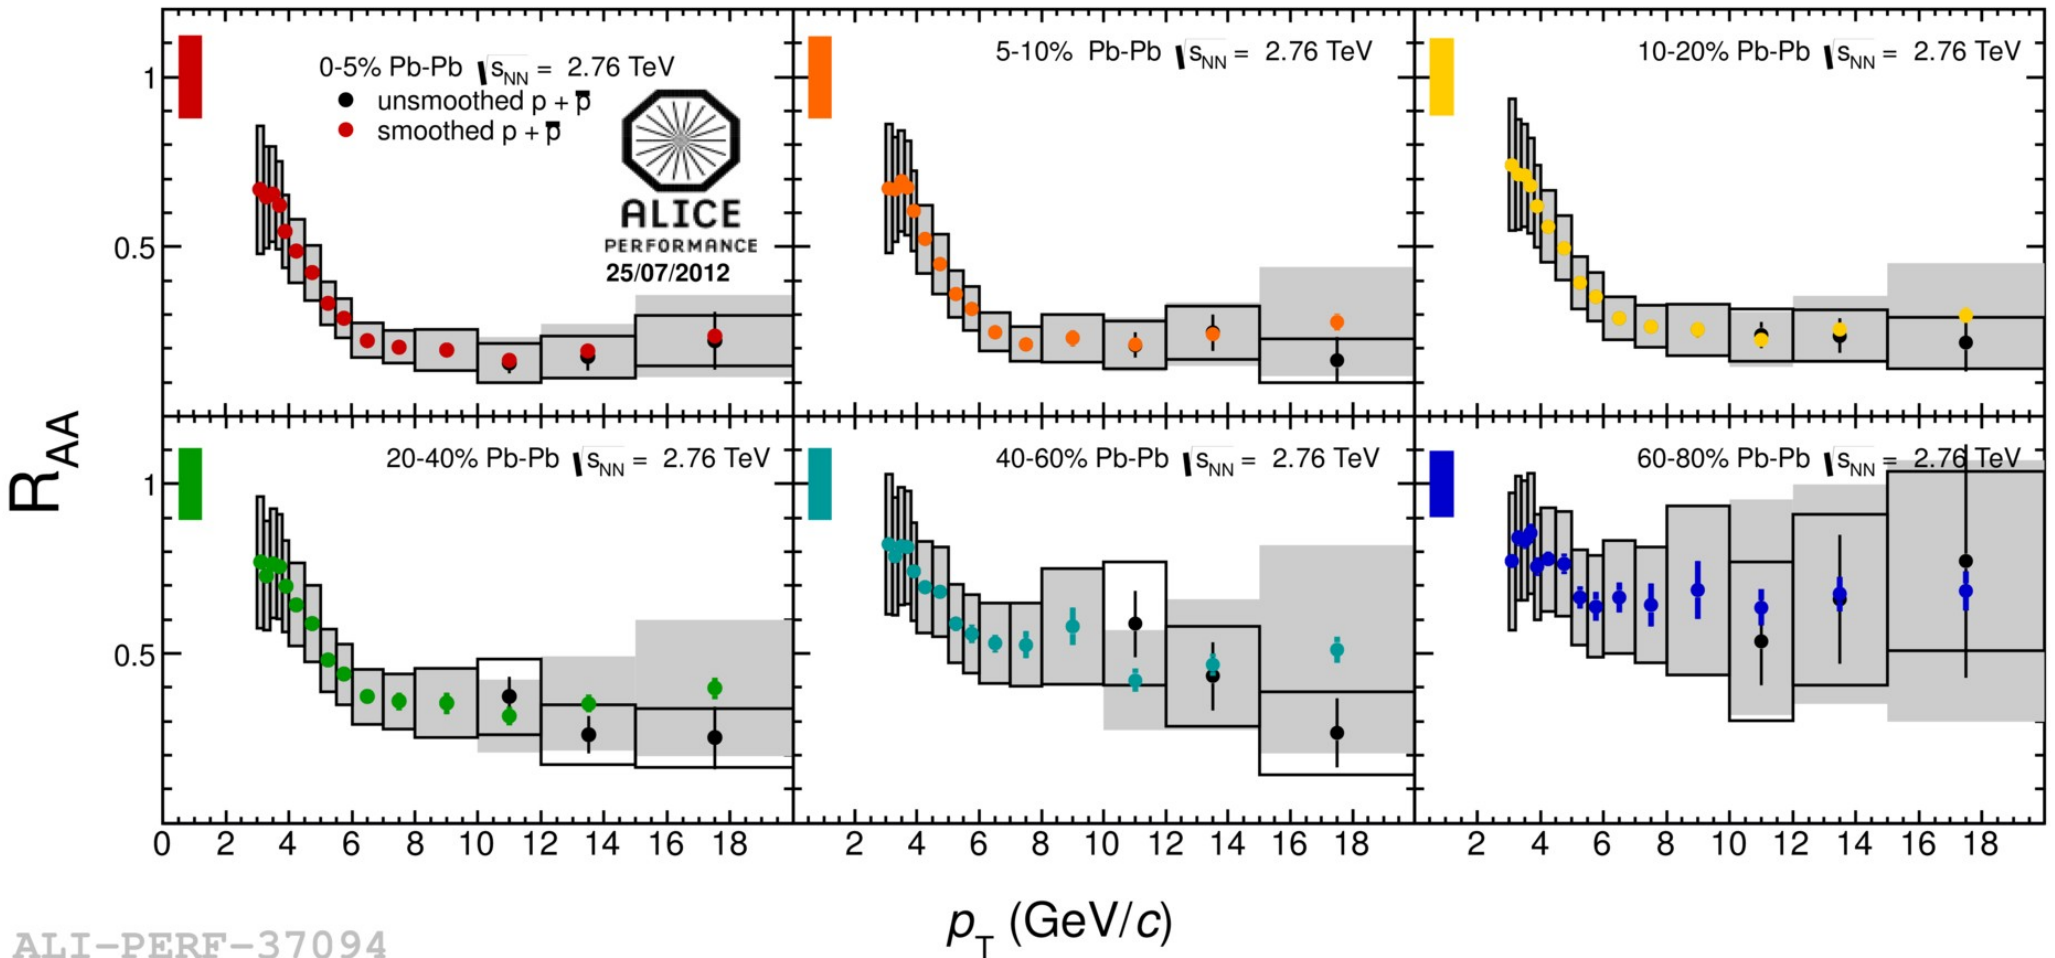 0-5% Pb-Pb √sNN = 2.76 TeV
unsmoothed p + p̄
smoothed p + p̄
ALICE
PERFORMANCE
25/07/2012
5-10% Pb-Pb √sNN = 2.76 TeV
10-20% Pb-Pb √sNN = 2.76 TeV
1
0.5
20-40% Pb-Pb √sNN = 2.76 TeV
40-60% Pb-Pb √sNN = 2.76 TeV
60-80% Pb-Pb √sNN = 2.76 TeV
1
0.5
RAA
0 2 4 6 8 10 12 14 16 18
2 4 6 8 10 12 14 16 18
2 4 6 8 10 12 14 16 18
pT (GeV/c)
ALI-PERF-37094